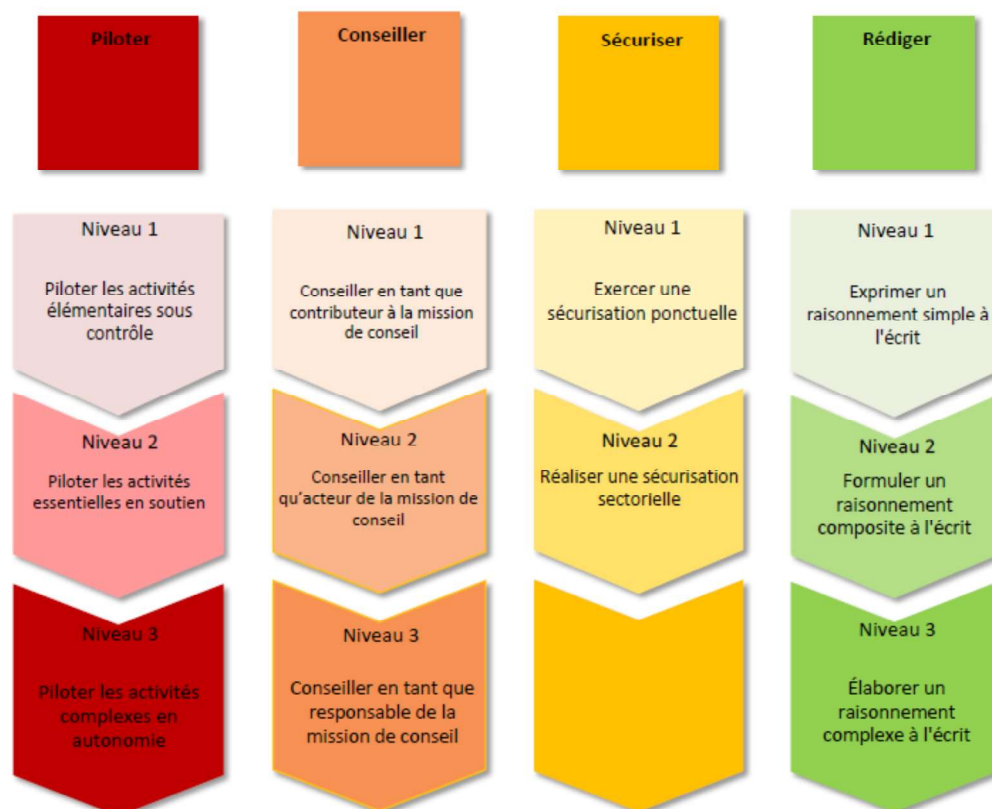 Piloter
Conseiller
Sécuriser
Rédiger
Niveau 1
Piloter les activités
élémentaires sous
contrôle
Niveau 1
Conseiller en tant que
contributeur à la mission
de conseil
Niveau 1
Exercer une
sécurisation ponctuelle
Niveau 1
Exprimer un
raisonnement simple à
l'écrit
Niveau 2
Piloter les activités
essentielles en soutien
Niveau 2
Conseiller en tant
qu'acteur de la mission de
conseil
Niveau 2
Réaliser une sécurisation
sectorielle
Niveau 2
Formuler un
raisonnement
composite à l'écrit
Niveau 3
Piloter les activités
complexes en
autonomie
Niveau 3
Conseiller en tant que
responsable de la
mission de conseil
Niveau 3
Élaborer un
raisonnement
complexe à l'écrit